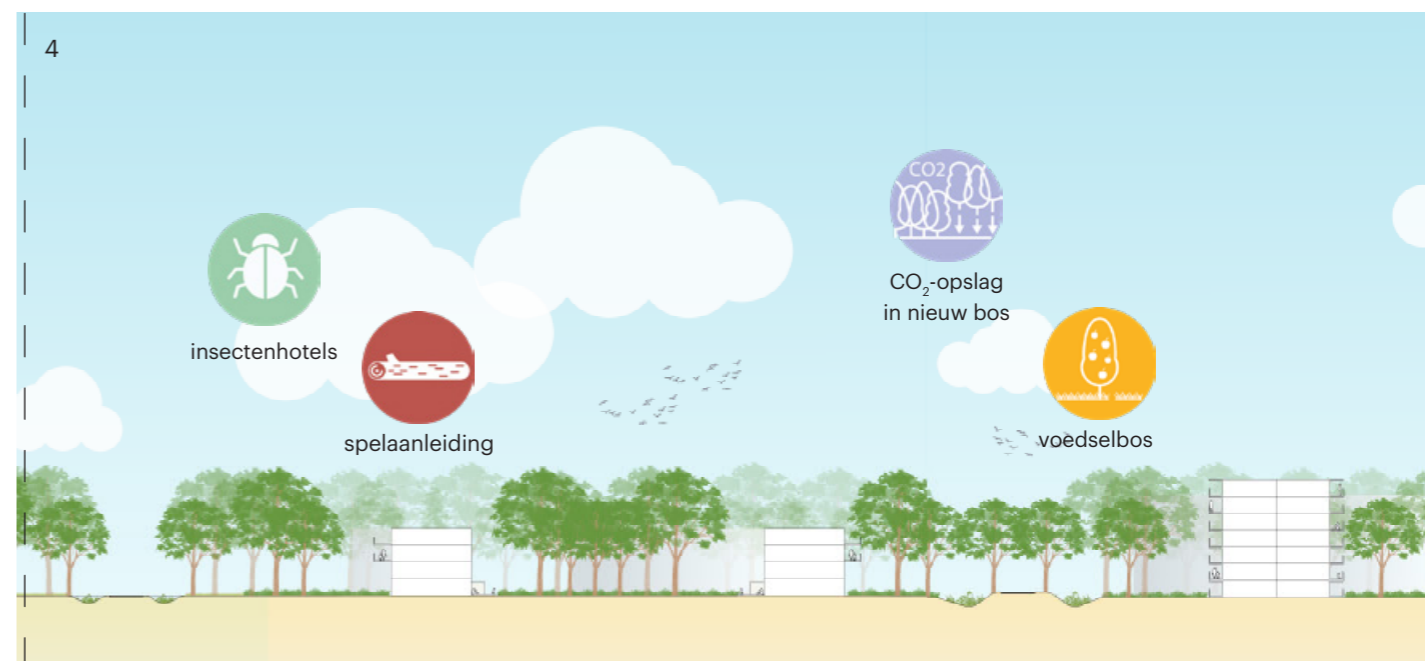 4
CO2
insectenhotels
CO₂-opslag
in nieuw bos
spelaanleiding
voedselbos